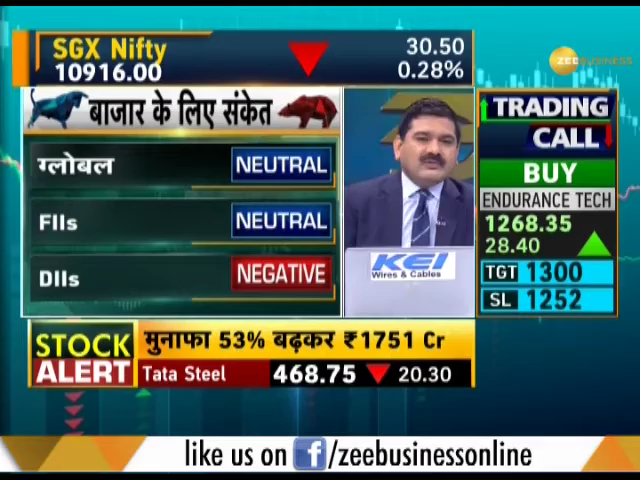 SGX Nifty
10916.00
30.50
0.28%
ZEEBUSINESS
बाजार के लिए संकेत
ग्लोबल NEUTRAL
FIIs NEUTRAL
DIIs NEGATIVE
KEI
Wires & Cables
TRADING
CALL
BUY
ENDURANCE TECH
1268.35
28.40
TGT 1300
SL 1252
STOCK
ALERT
मुनाफा 53% बढ़कर ₹1751 Cr
Tata Steel 468.75 20.30
like us on f/zeebusinessonline